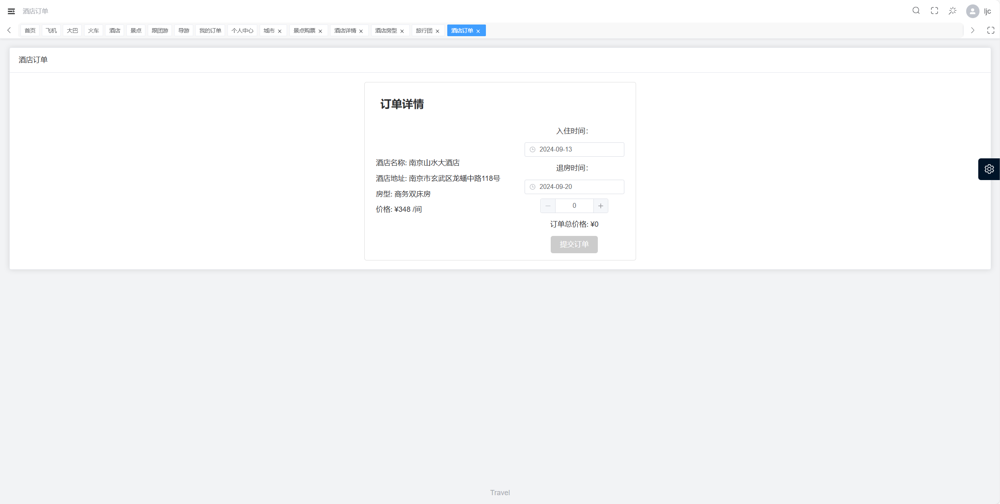 酒店订单
ljc
首页 飞机 大巴 火车 酒店 景点 跟团游 导游 我的订单 个人中心 城市 景点购票 酒店详情 酒店房型 旅行团 酒店订单
酒店订单
订单详情
酒店名称: 南京山水大酒店
酒店地址: 南京市玄武区龙蟠中路118号
房型: 商务双床房
价格: ¥348 /间
入住时间：
2024-09-13
退房时间：
2024-09-20
0
订单总价格: ¥0
提交订单
Travel